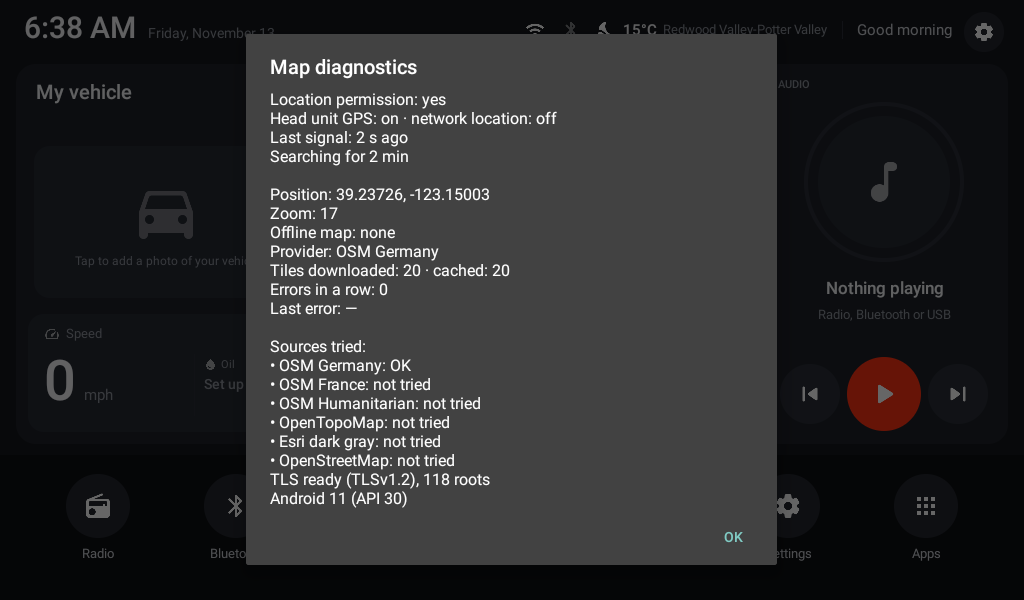 6:38 AM
Friday, November 13
15°C
Redwood Valley-Potter Valley
Good morning
My vehicle
AUDIO
Map diagnostics
Location permission: yes
Head unit GPS: on · network location: off
Last signal: 2 s ago
Searching for 2 min
Position: 39.23726, -123.15003
Zoom: 17
Offline map: none
Provider: OSM Germany
Tiles downloaded: 20 · cached: 20
Errors in a row: 0
Last error: —
Sources tried:
• OSM Germany: OK
• OSM France: not tried
• OSM Humanitarian: not tried
• OpenTopoMap: not tried
• Esri dark gray: not tried
• OpenStreetMap: not tried
TLS ready (TLSv1.2), 118 roots
Android 11 (API 30)
OK
Tap to add a photo of your vehic
Speed
0 mph
Oil
Set up
Nothing playing
Radio, Bluetooth or USB
Radio
Blueto
ettings
Apps